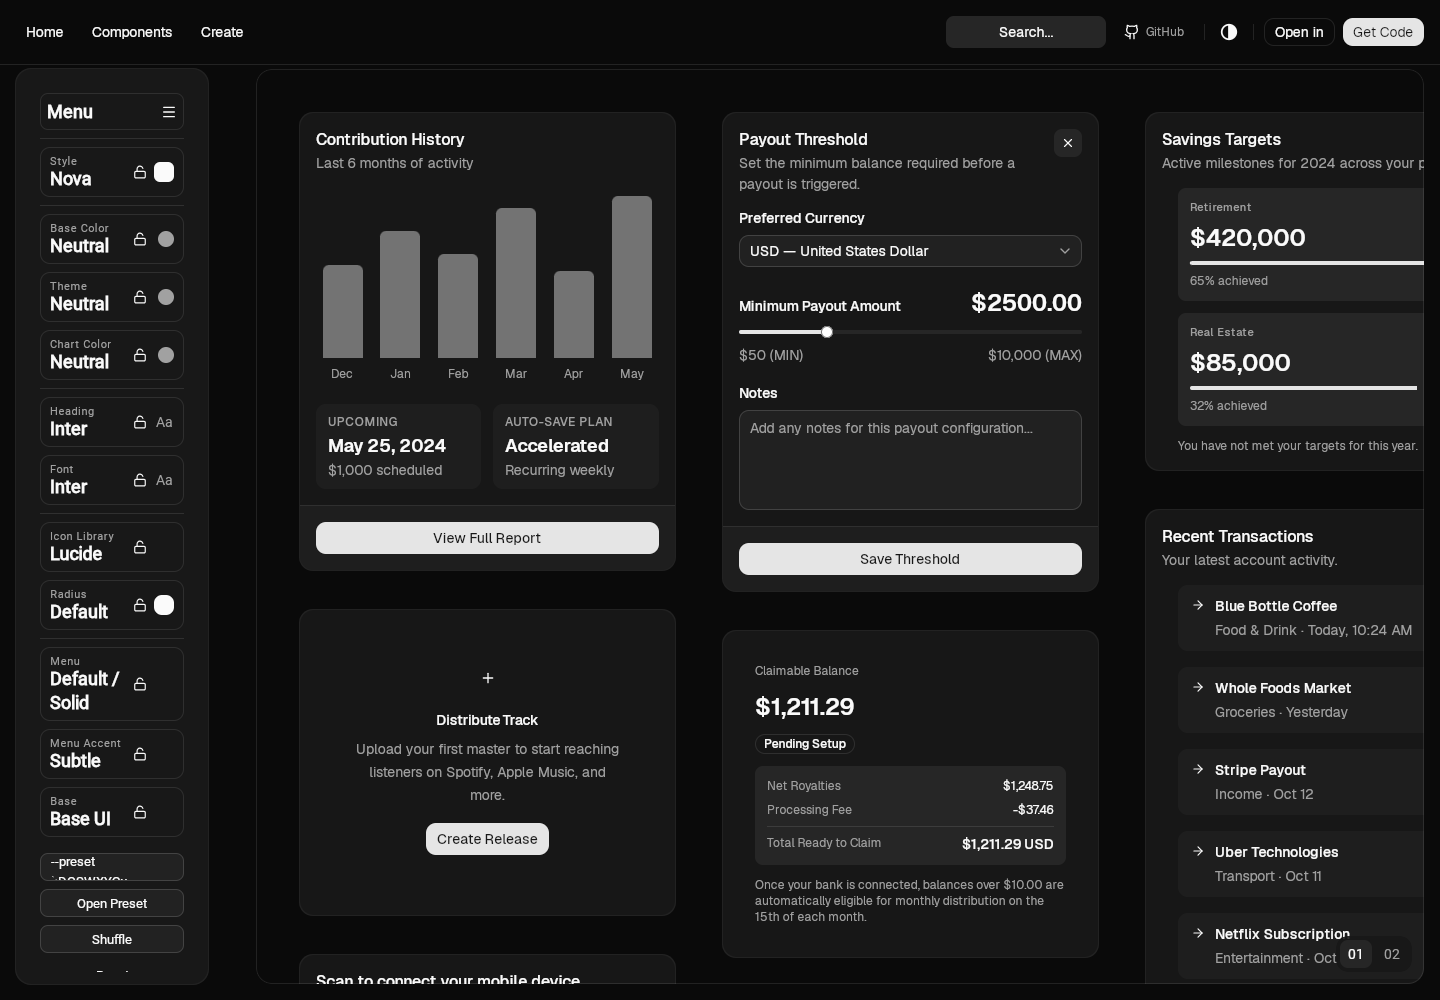 Home
Components
Create
Search...
GitHub
Open in
Get Code
Menu
Style
Nova
Base Color
Neutral
Theme
Neutral
Chart Color
Neutral
Heading
Inter
Aa
Font
Inter
Aa
Icon Library
Lucide
Radius
Default
Menu
Default /
Solid
Menu Accent
Subtle
Base
Base UI
--preset
Open Preset
Shuffle
Contribution History
Last 6 months of activity
Dec
Jan
Feb
Mar
Apr
May
UPCOMING
May 25, 2024
$1,000 scheduled
AUTO-SAVE PLAN
Accelerated
Recurring weekly
View Full Report
Distribute Track
Upload your first master to start reaching
listeners on Spotify, Apple Music, and
more.
Create Release
Scan to connect your mobile device
Payout Threshold
Set the minimum balance required before a
payout is triggered.
Preferred Currency
USD — United States Dollar
Minimum Payout Amount
$2500.00
$50 (MIN)
$10,000 (MAX)
Notes
Add any notes for this payout configuration...
Save Threshold
Claimable Balance
$1,211.29
Pending Setup
Net Royalties
$1,248.75
Processing Fee
-$37.46
Total Ready to Claim
$1,211.29 USD
Once your bank is connected, balances over $10.00 are
automatically eligible for monthly distribution on the
15th of each month.
Savings Targets
Active milestones for 2024 across your
Retirement
$420,000
65% achieved
Real Estate
$85,000
32% achieved
You have not met your targets for this year.
Recent Transactions
Your latest account activity.
Blue Bottle Coffee
Food & Drink · Today, 10:24 AM
Whole Foods Market
Groceries · Yesterday
Stripe Payout
Income · Oct 12
Uber Technologies
Transport · Oct 11
Netflix Subscription
Entertainment · Oct
01
02